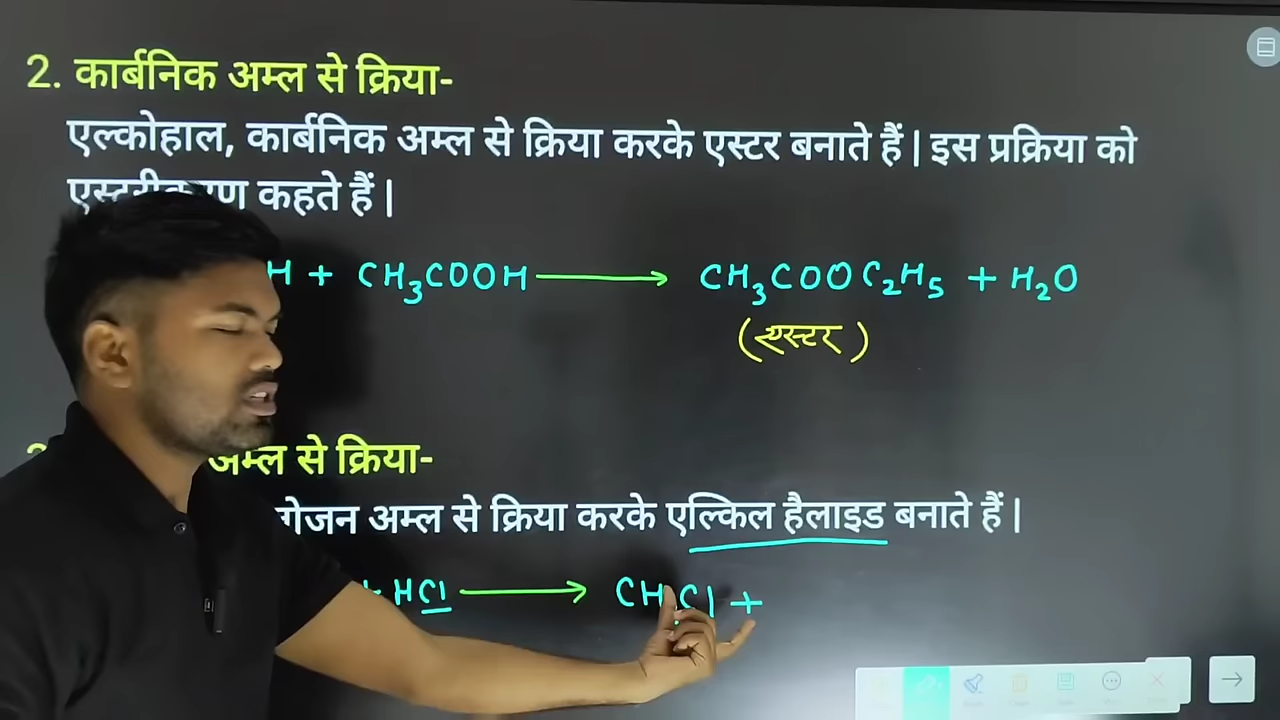 2. कार्बनिक अम्ल से क्रिया-
एल्कोहाल, कार्बनिक अम्ल से क्रिया करके एस्टर बनाते हैं | इस प्रक्रिया को
कहते हैं |
H + CH₃COOH ⟶ CH₃COOC₂H₅ + H₂O
(एस्टर)
अम्ल से क्रिया-
अम्ल से क्रिया करके एल्किल हैलाइड बनाते हैं |
+ HCl ⟶ CH Cl +